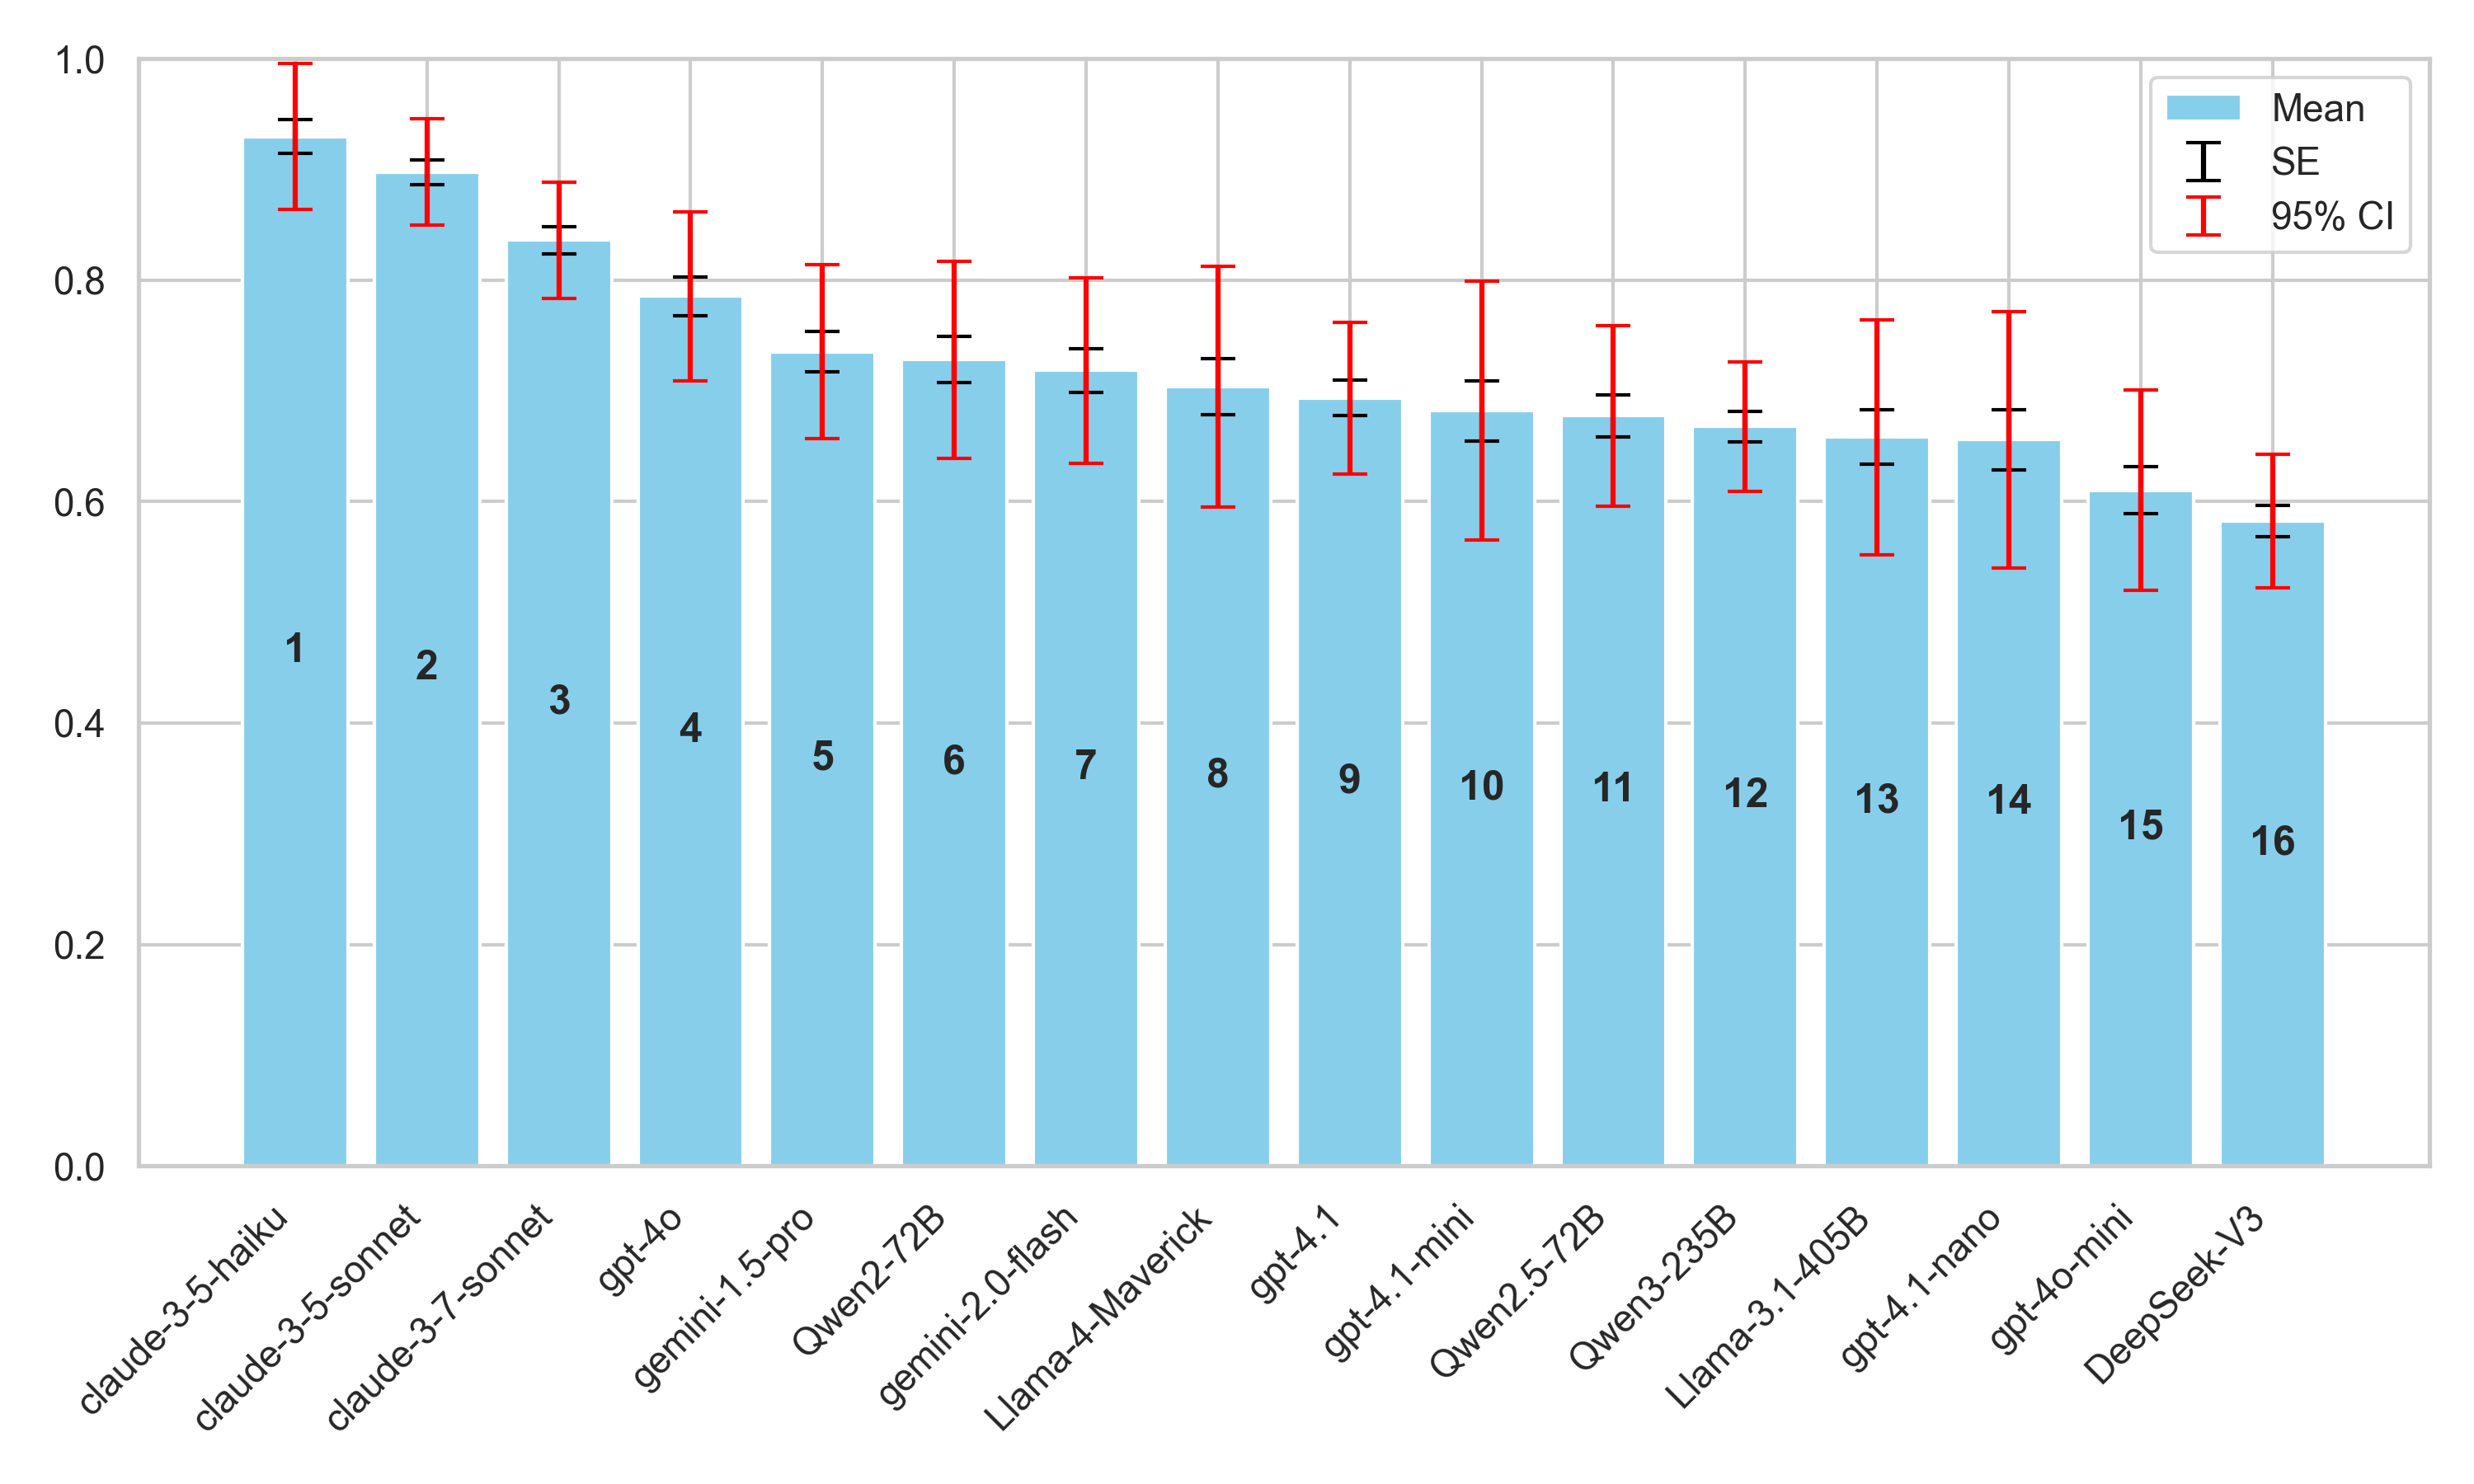 1.0
0.8
0.6
0.4
0.2
0.0
Mean
SE
95% CI
1
2
3
4
5
6
7
8
9
10
11
12
13
14
15
16
claude-3-5-haiku
claude-3-5-sonnet
claude-3-7-sonnet
gpt-4o
gemini-1.5-pro
Qwen2-72B
gemini-2.0-flash
Llama-4-Maverick
gpt-4.1
gpt-4.1-mini
Qwen2.5-72B
Qwen3-235B
Llama-3.1-405B
gpt-4.1-nano
gpt-4o-mini
DeepSeek-V3